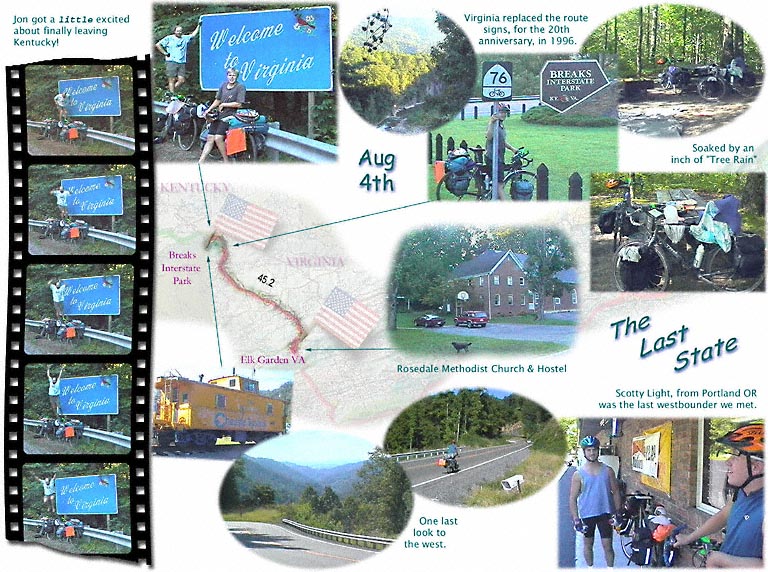 Jon got a little excited
about finally leaving
Kentucky!
Welcome
to
Virginia
Virginia replaced the route
signs, for the 20th
anniversary, in 1996.
76
BREAKS
INTERSTATE
PARK
KY. VA.
Soaked by an
inch of "Tree Rain"
Aug
4th
Welcome
to
Virginia
Welcome
to
Virginia
Welcome
to
Virginia
Welcome
to
Virginia
Welcome
to
Virginia
KENTUCKY
VIRGINIA
Breaks
Interstate
Park
45.2
Elk Garden VA
Rosedale Methodist Church & Hostel
The
Last
State
Scotty Light, from Portland OR
was the last westbounder we met.
One last
look to
the west.